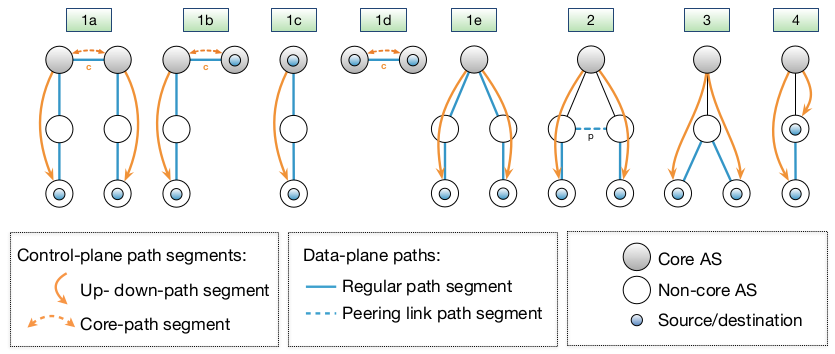 1a 1b 1c 1d 1e 2 3 4
c c c
p
Control-plane path segments:
Up- down-path segment
Core-path segment
Data-plane paths:
Regular path segment
Peering link path segment
Core AS
Non-core AS
Source/destination